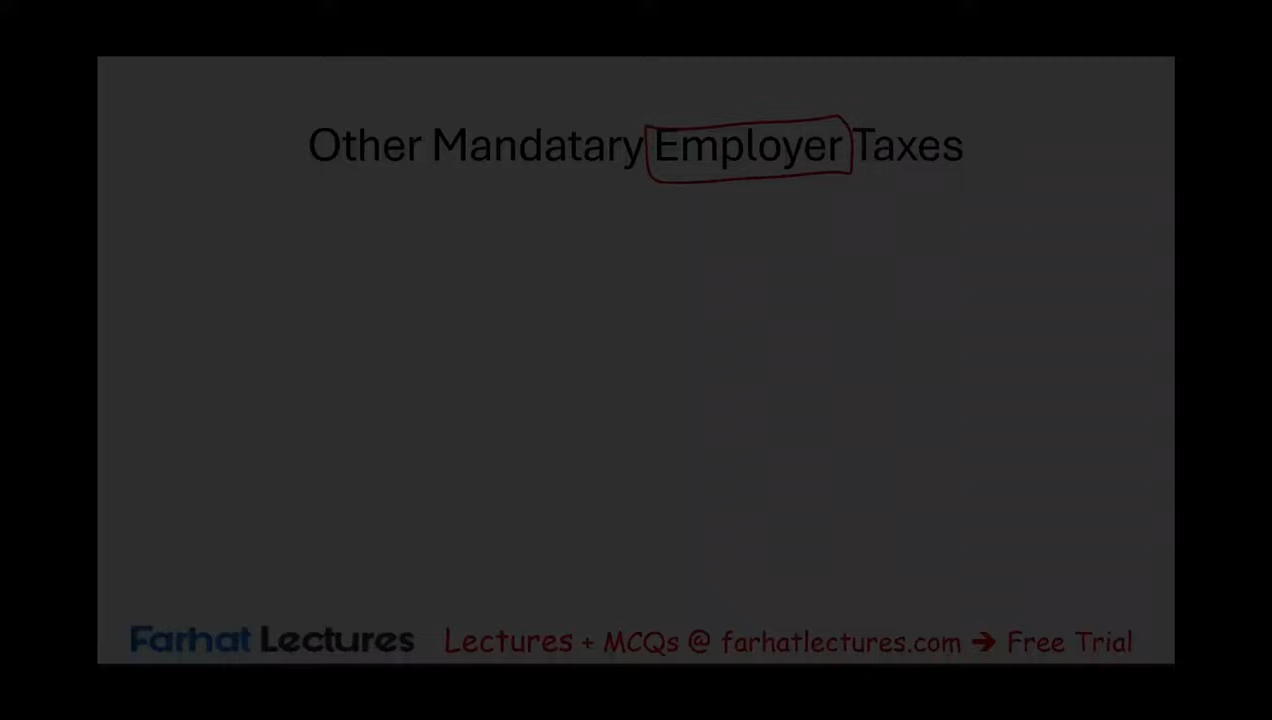 Other Mandatary Employer Taxes
Farhat Lectures Lectures + MCQs @ farhatlectures.com ➔ Free Trial